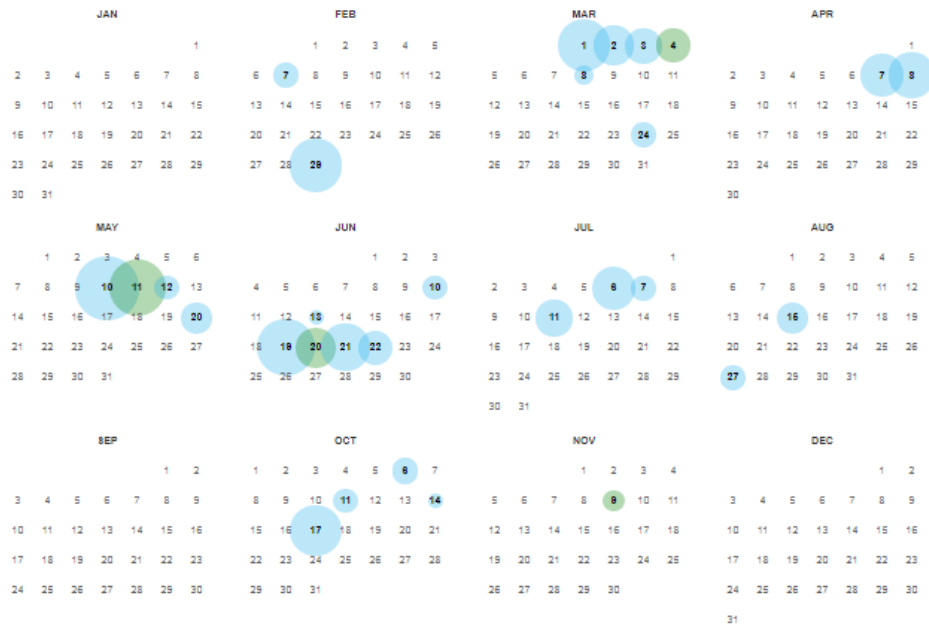 JAN
1
2 3 4 5 6 7 8
9 10 11 12 13 14 15
16 17 18 19 20 21 22
23 24 25 26 27 28 29
30 31
FEB
1 2 3 4 5
6 7 8 9 10 11 12
13 14 15 16 17 18 19
20 21 22 23 24 25 26
27 28 29
MAR
1 2 3 4
5 6 7 8 9 10 11
12 13 14 15 16 17 18
19 20 21 22 23 24 25
26 27 28 29 30 31
APR
1
2 3 4 5 6 7 8
9 10 11 12 13 14 15
16 17 18 19 20 21 22
23 24 25 26 27 28 29
30
MAY
1 2 3 4 5 6
7 8 9 10 11 12 13
14 15 16 17 18 19 20
21 22 23 24 25 26 27
28 29 30 31
JUN
1 2 3
4 5 6 7 8 9 10
11 12 13 14 15 16 17
18 19 20 21 22 23 24
25 26 27 28 29 30
JUL
1
2 3 4 5 6 7 8
9 10 11 12 13 14 15
16 17 18 19 20 21 22
23 24 25 26 27 28 29
30 31
AUG
1 2 3 4 5
6 7 8 9 10 11 12
13 14 15 16 17 18 19
20 21 22 23 24 25 26
27 28 29 30 31
SEP
1 2
3 4 5 6 7 8 9
10 11 12 13 14 15 16
17 18 19 20 21 22 23
24 25 26 27 28 29 30
OCT
1 2 3 4 5 6 7
8 9 10 11 12 13 14
15 16 17 18 19 20 21
22 23 24 25 26 27 28
29 30 31
NOV
1 2 3 4
5 6 7 8 9 10 11
12 13 14 15 16 17 18
19 20 21 22 23 24 25
26 27 28 29 30
DEC
1 2
3 4 5 6 7 8 9
10 11 12 13 14 15 16
17 18 19 20 21 22 23
24 25 26 27 28 29 30
31